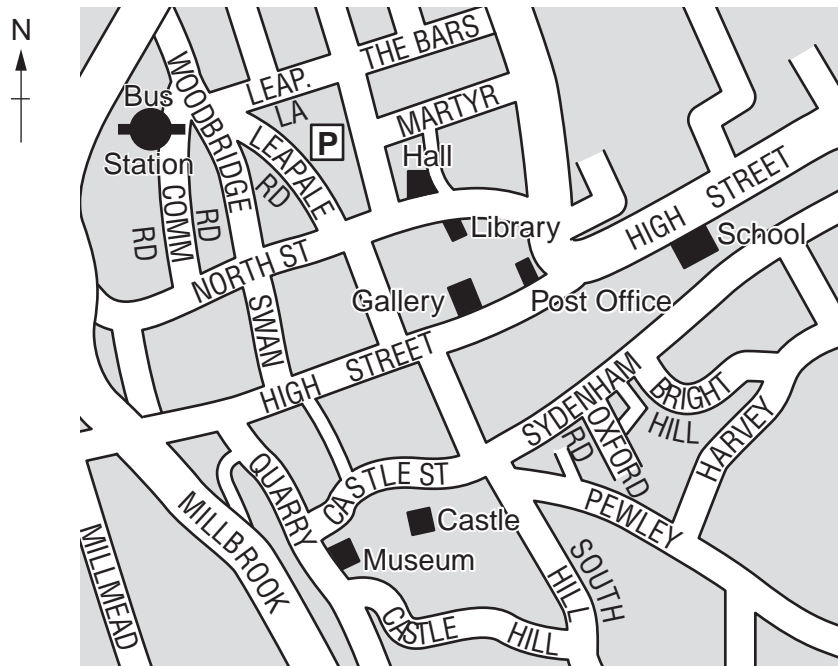 N
THE BARS
WOODBRIDGE RD
LEAP. LA
Bus
Station
P
MARTYR
LEAPALE RD
Hall
COMM RD
HIGH STREET
Library
School
NORTH ST
Gallery
Post Office
SWAN
HIGH STREET
SYDENHAM RD
BRIGHT HILL
OXFORD
HARVEY
QUARRY
CASTLE ST
MILLBROOK
PEWLEY
Castle
Museum
SOUTH HILL
MILLMEAD
CASTLE HILL